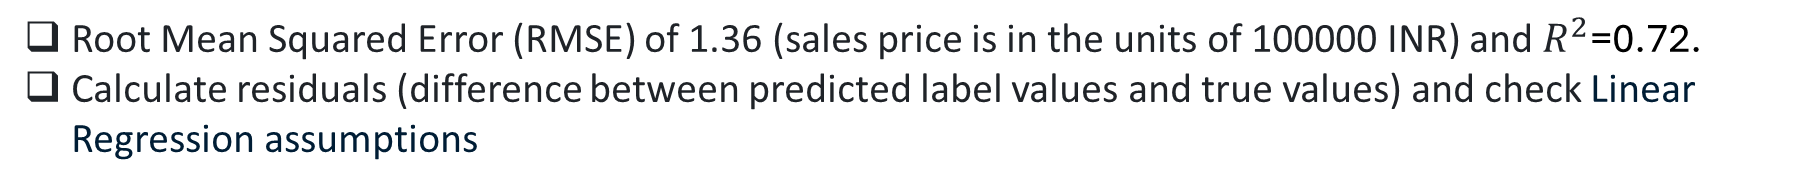 ❑ Root Mean Squared Error (RMSE) of 1.36 (sales price is in the units of 100000 INR) and R²=0.72.
❑ Calculate residuals (difference between predicted label values and true values) and check Linear
Regression assumptions